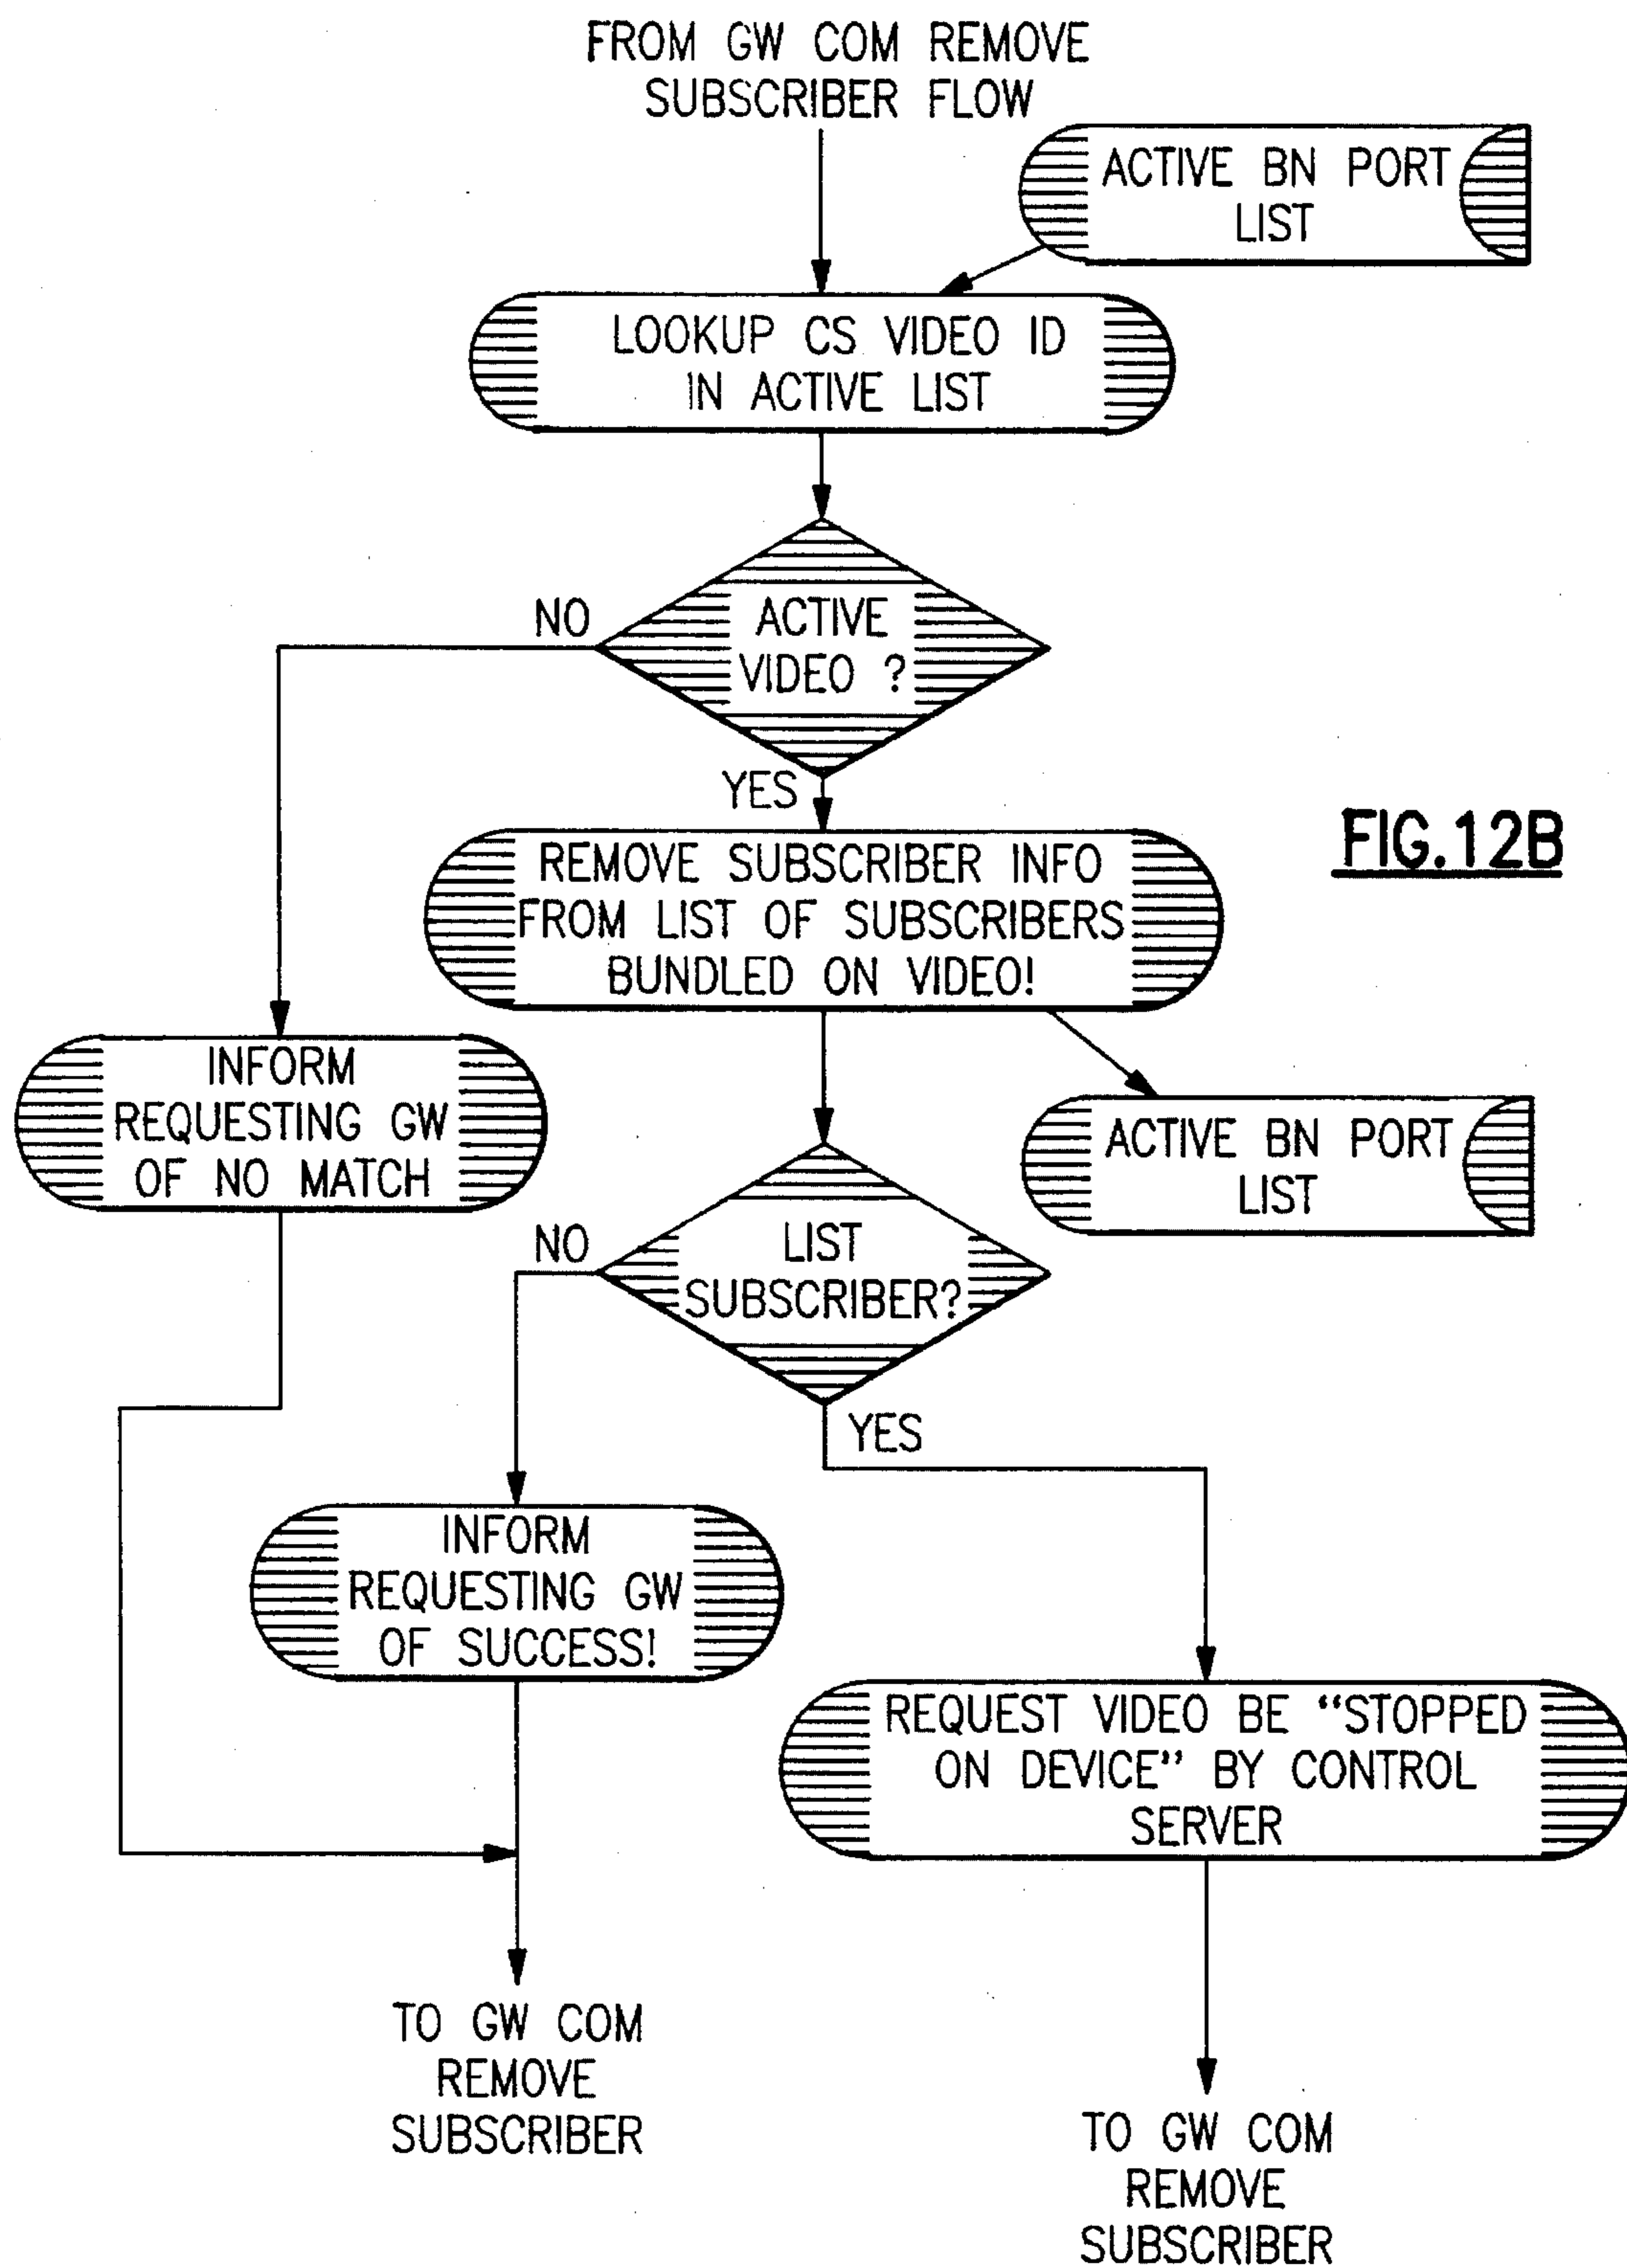 FROM GW COM REMOVE
SUBSCRIBER FLOW
ACTIVE BN PORT
LIST
LOOKUP CS VIDEO ID
IN ACTIVE LIST
NO
ACTIVE
VIDEO ?
YES
FIG.12B
REMOVE SUBSCRIBER INFO
FROM LIST OF SUBSCRIBERS
BUNDLED ON VIDEO!
INFORM
REQUESTING GW
OF NO MATCH
ACTIVE BN PORT
LIST
NO
LIST
SUBSCRIBER?
YES
INFORM
REQUESTING GW
OF SUCCESS!
REQUEST VIDEO BE “STOPPED
ON DEVICE” BY CONTROL
SERVER
TO GW COM
REMOVE
SUBSCRIBER
TO GW COM
REMOVE
SUBSCRIBER